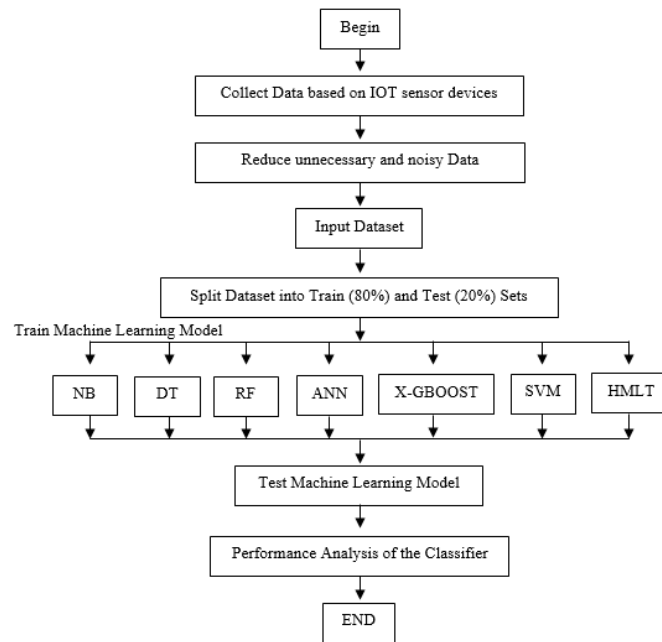 Begin
Collect Data based on IOT sensor devices
Reduce unnecessary and noisy Data
Input Dataset
Split Dataset into Train (80%) and Test (20%) Sets
Train Machine Learning Model
NB
DT
RF
ANN
X-GBOOST
SVM
HMLT
Test Machine Learning Model
Performance Analysis of the Classifier
END